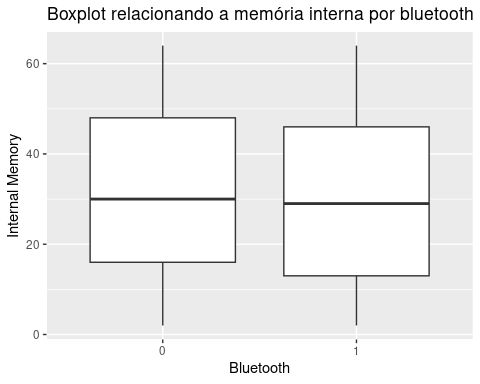 Boxplot relacionando a memória interna por bluetooth
Internal Memory
60
40
20
0
0
1
Bluetooth